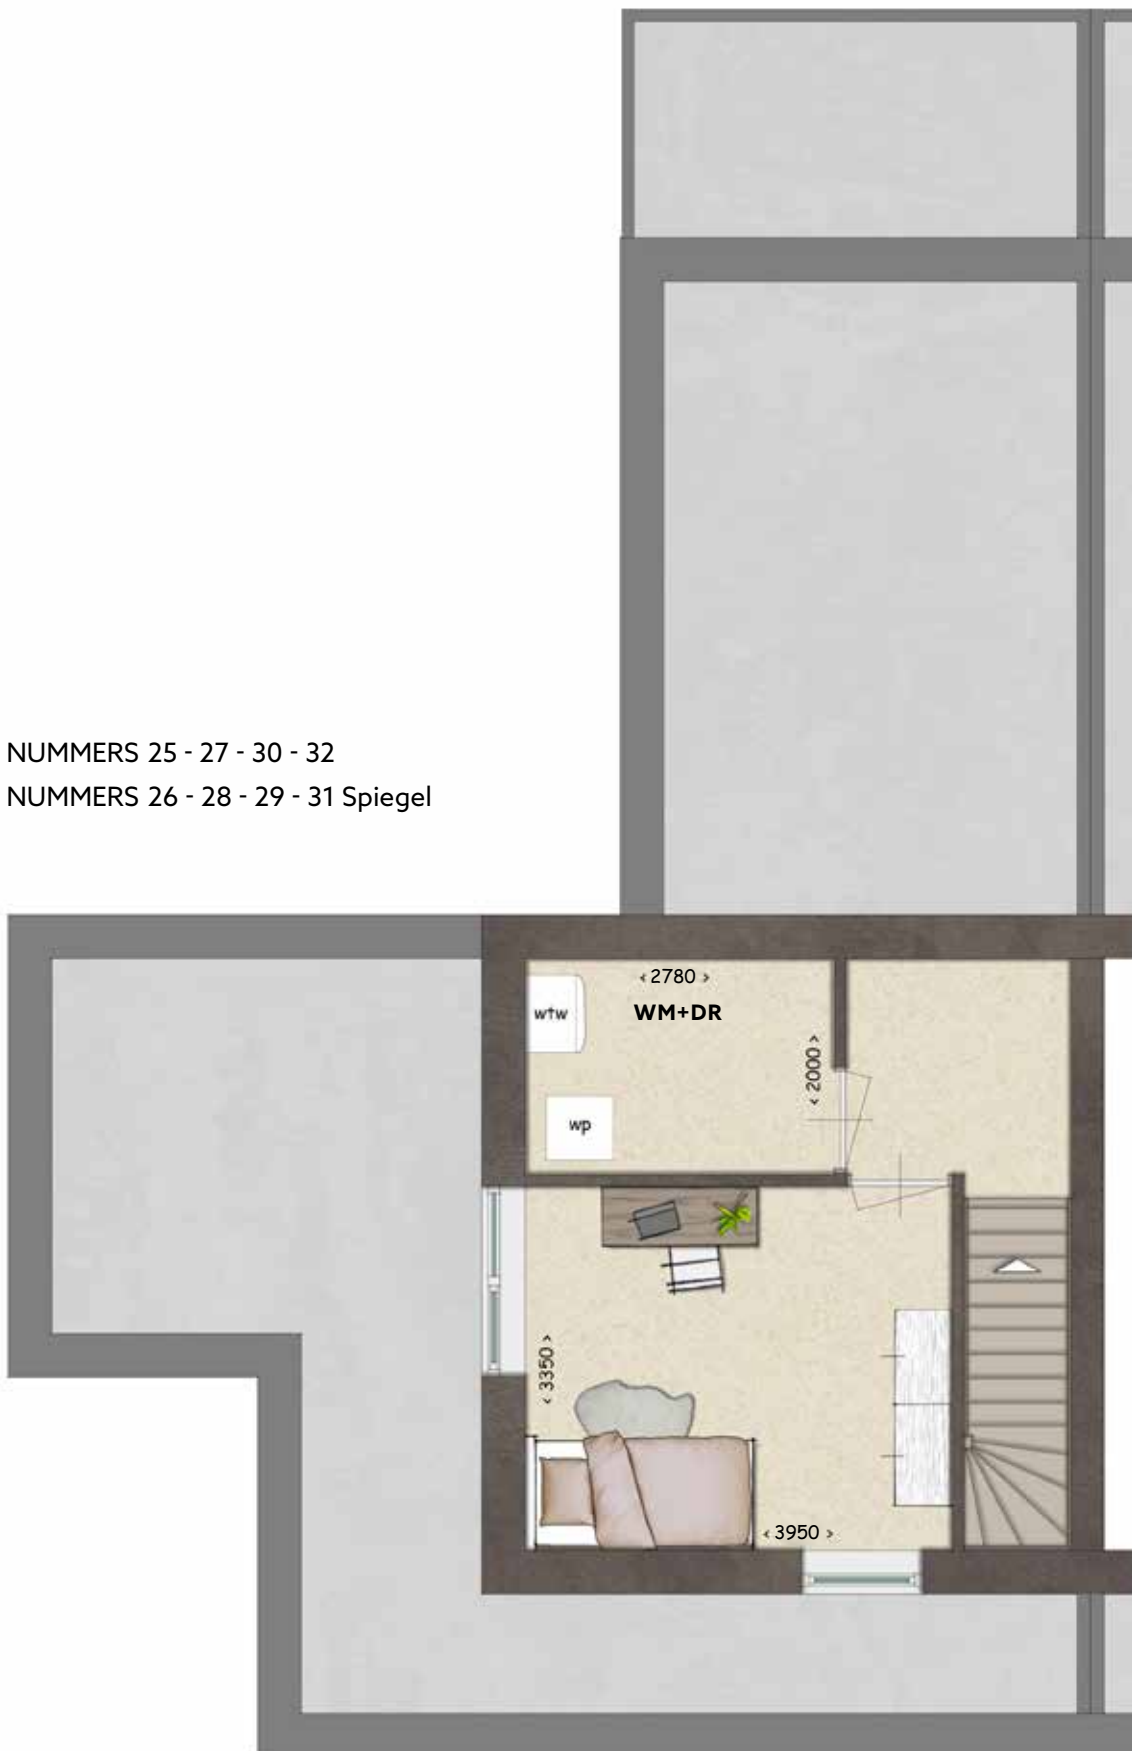 NUMMERS 25 - 27 - 30 - 32
NUMMERS 26 - 28 - 29 - 31 Spiegel
‹ 2780 ›
WM+DR
wtw
‹ 2000 ›
wp
‹ 3350 ›
‹ 3950 ›